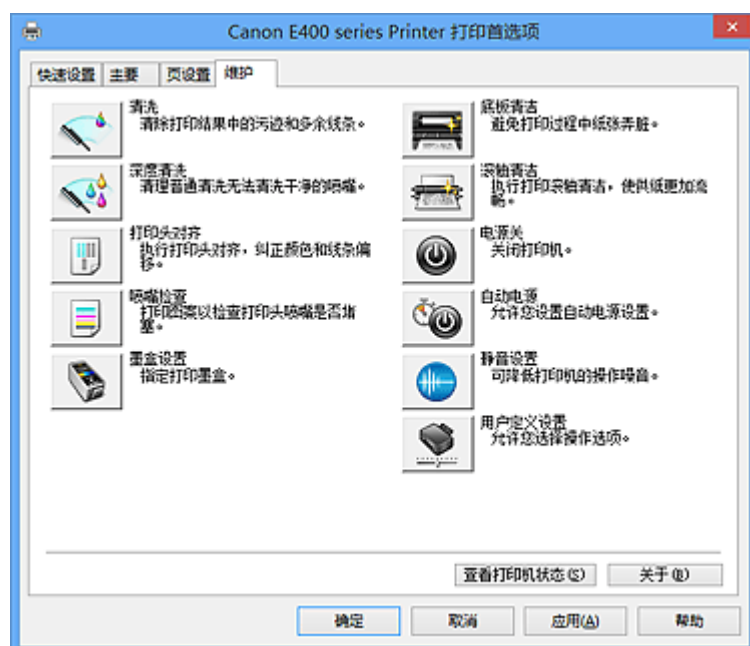 Canon E400 series Printer 打印首选项
快速设置 主要 页设置 维护
清洗
清除打印结果中的污迹和多余线条。
深度清洗
清理普通清洗无法清洗干净的喷嘴。
打印头对齐
执行打印头对齐，纠正颜色和线条偏
移。
喷嘴检查
打印图案以检查打印头喷嘴是否堵
塞。
墨盒设置
指定打印墨盒。
底板清洁
避免打印过程中纸张弄脏。
滚轴清洁
执行打印滚轴清洁，使供纸更加流
畅。
电源关
关闭打印机。
自动电源
允许您设置自动电源设置。
静音设置
可降低打印机的操作噪音。
用户定义设置
允许您选择操作选项。
查看打印机状态(S) 关于(B)
确定 取消 应用(A) 帮助